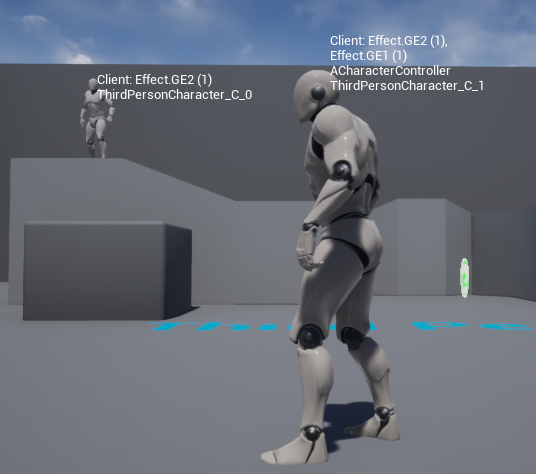 Client: Effect.GE2 (1),
Effect.GE1 (1)
ACharacterController
ThirdPersonCharacter_C_1
Client: Effect.GE2 (1)
ThirdPersonCharacter_C_0